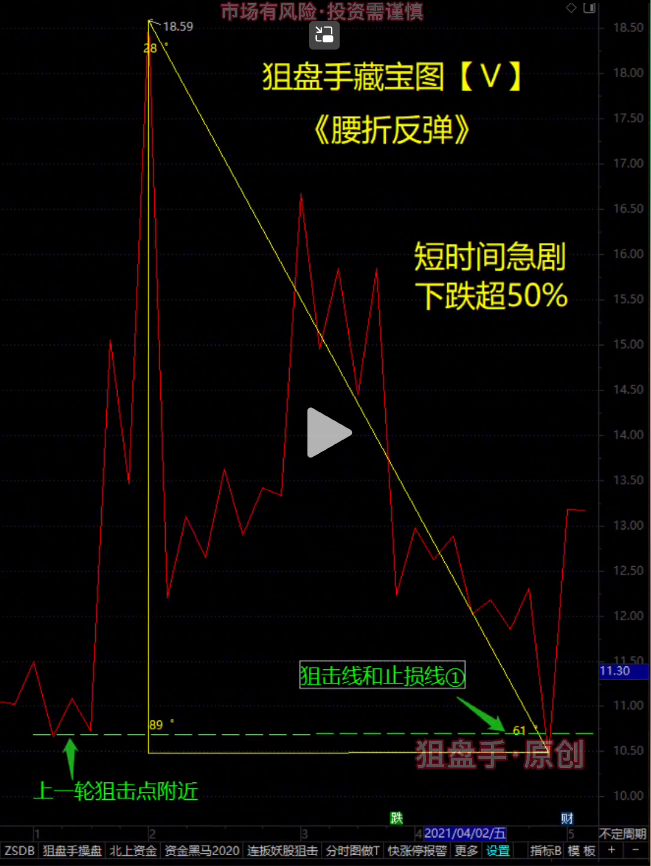 市场有风险·投资需谨慎
18.59
28 °
狙盘手藏宝图【Ⅴ】
《腰折反弹》
短时间急剧
下跌超50%
18.50
18.00
17.50
17.00
16.50
16.00
15.50
15.00
14.50
14.00
13.50
13.00
12.50
12.00
11.50
11.30
11.00
10.50
10.00
狙击线和止损线①
89 °
61 °
狙盘手·原创
上一轮狙击点附近
跌
财
1
2
3
4
2021/04/02/五
5
不定周期
ZSDB 狙盘手操盘 北上资金 资金黑马2020 连板妖股狙击 分时图做T 快涨停报警 更多 设置 指标B 模板 + −